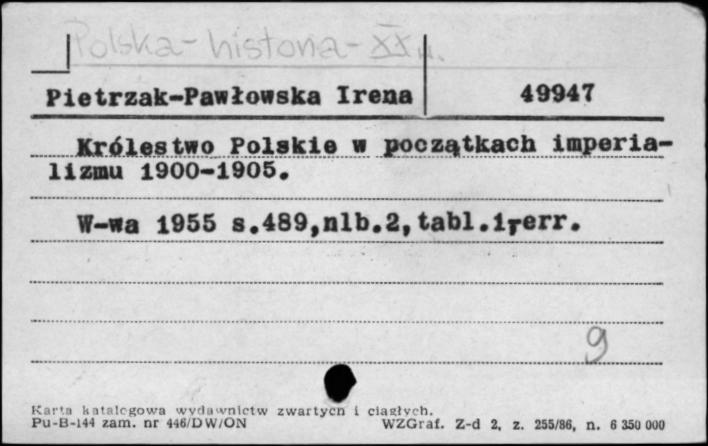 Polska - historia - XX w.
Pietrzak-Pawłowska Irena 49947
Królestwo Polskie w początkach imperia-
lizmu 1900-1905.
W-wa 1955 s.489,nlb.2,tabl.1,err.
9
Karta katalogowa wydawnictw zwartych i ciągłych.
Pu-B-144 zam. nr 446/DW/ON WZGraf. Z-d 2, z. 255/86, n. 6 350 000